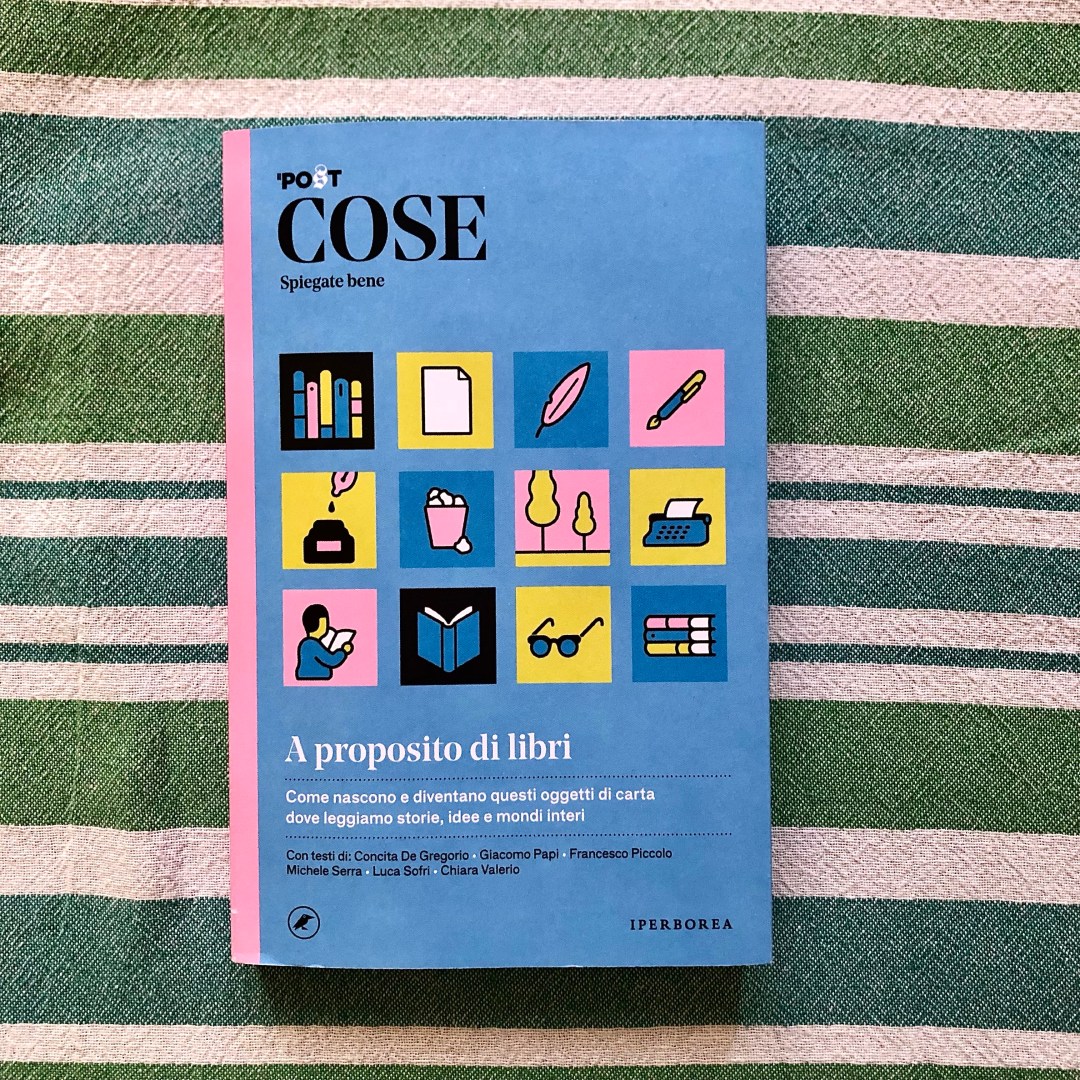 'POST
COSE
Spiegate bene
A proposito di libri
Come nascono e diventano questi oggetti di carta
dove leggiamo storie, idee e mondi interi
Con testi di: Concita De Gregorio • Giacomo Papi • Francesco Piccolo
Michele Serra • Luca Sofri • Chiara Valerio
IPERBOREA